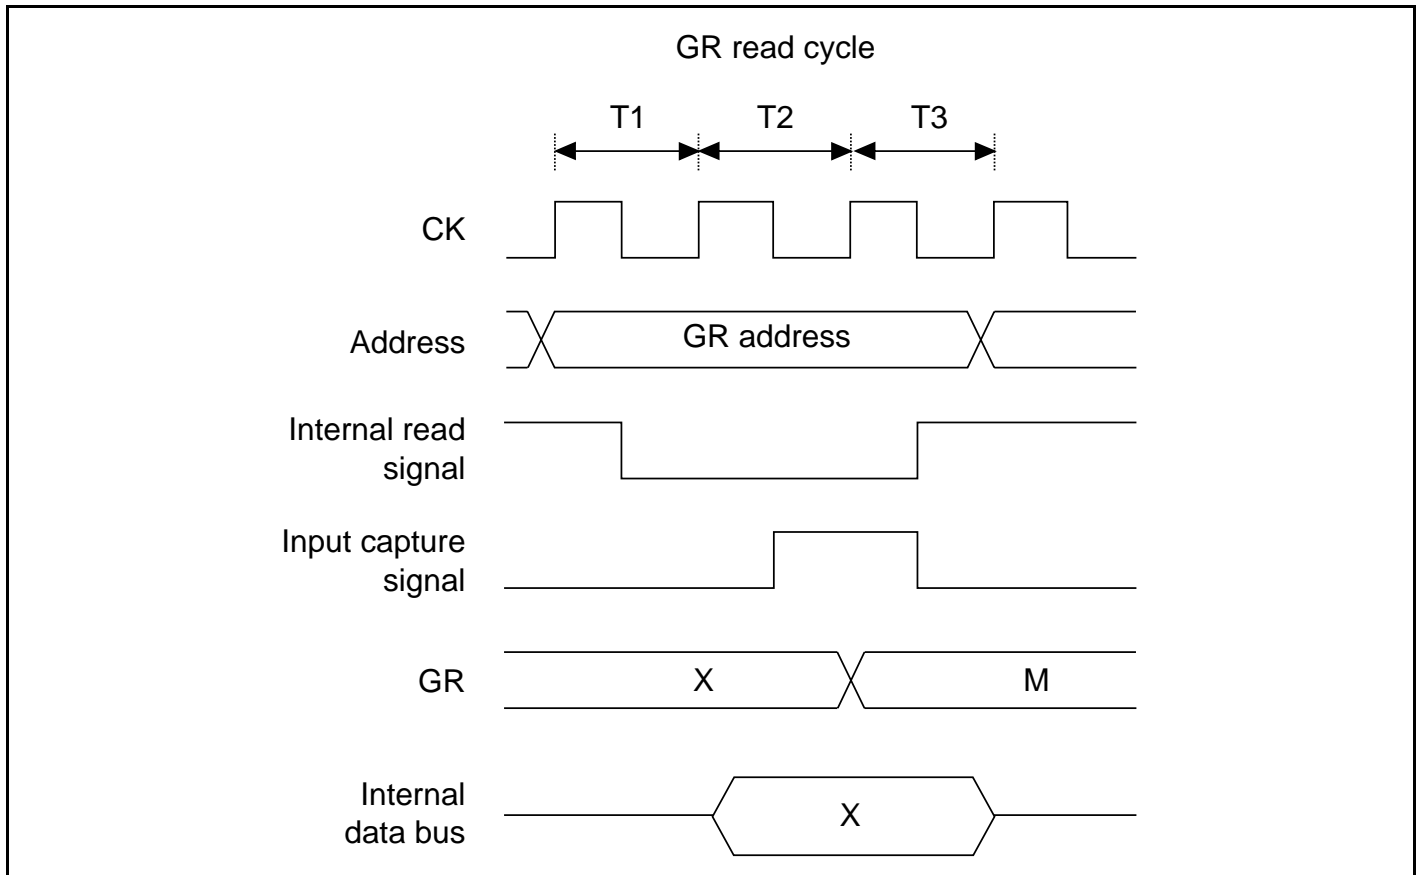 GR read cycle
T1 T2 T3
CK
Address
GR address
Internal read
signal
Input capture
signal
GR
X
M
Internal
data bus
X